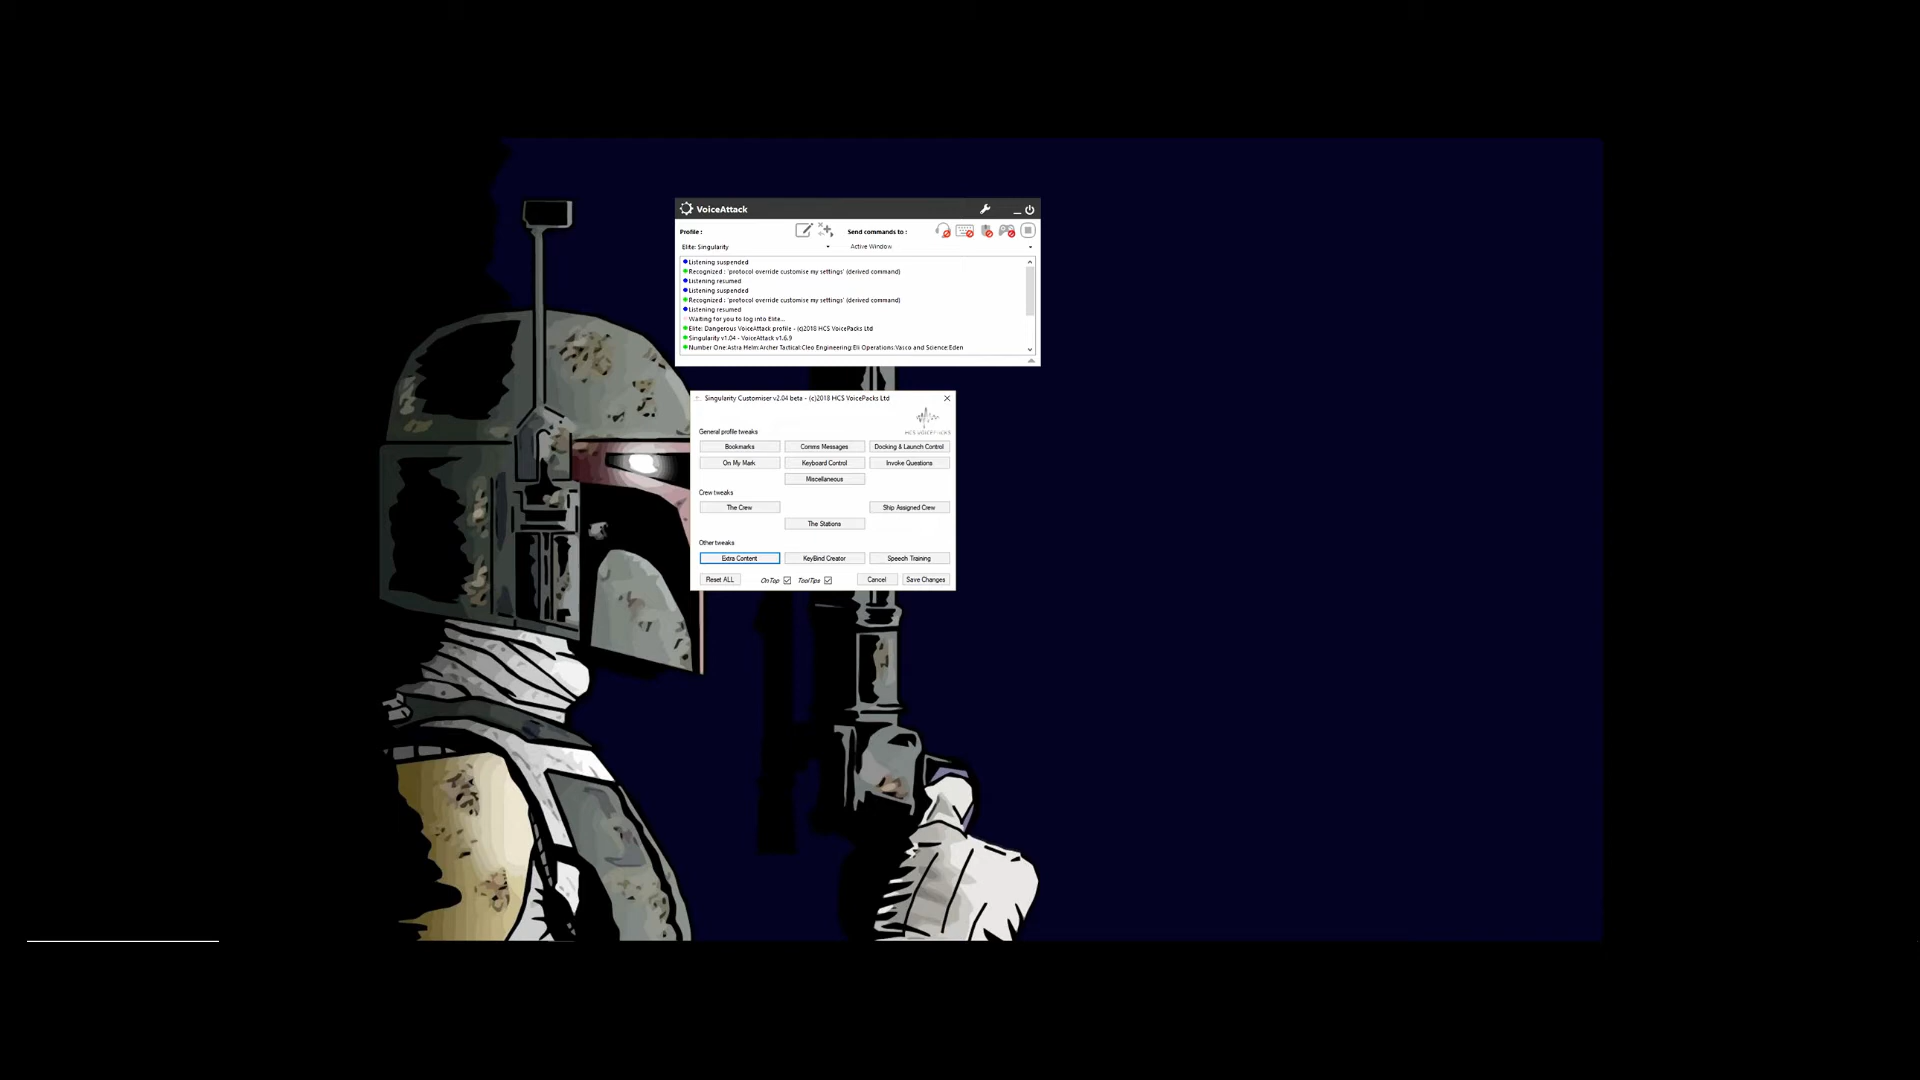 VoiceAttack
Profile :
Send commands to :
Elite: Singularity
Active Window
Listening suspended
Recognized : 'protocol override customise my settings' (derived command)
Listening resumed
Listening suspended
Recognized : 'protocol override customise my settings' (derived command)
Listening resumed
Waiting for you to log into Elite...
Elite: Dangerous VoiceAttack profile - (c)2018 HCS VoicePacks Ltd
Singularity v1.04 - VoiceAttack v1.6.9
Number One:Astra Helm:Archer Tactical:Cleo Engineering:Eli Operations:Vasco and Science:Eden
Singularity Customiser v2.04 beta - (c)2018 HCS VoicePacks Ltd
HCS VOICEPACKS
General profile tweaks
Bookmarks
Comms Messages
Docking & Launch Control
On My Mark
Keyboard Control
Invoke Questions
Miscellaneous
Crew tweaks
The Crew
Ship Assigned Crew
The Stations
Other tweaks
Extra Content
KeyBind Creator
Speech Training
Reset ALL
OnTop
ToolTips
Cancel
Save Changes